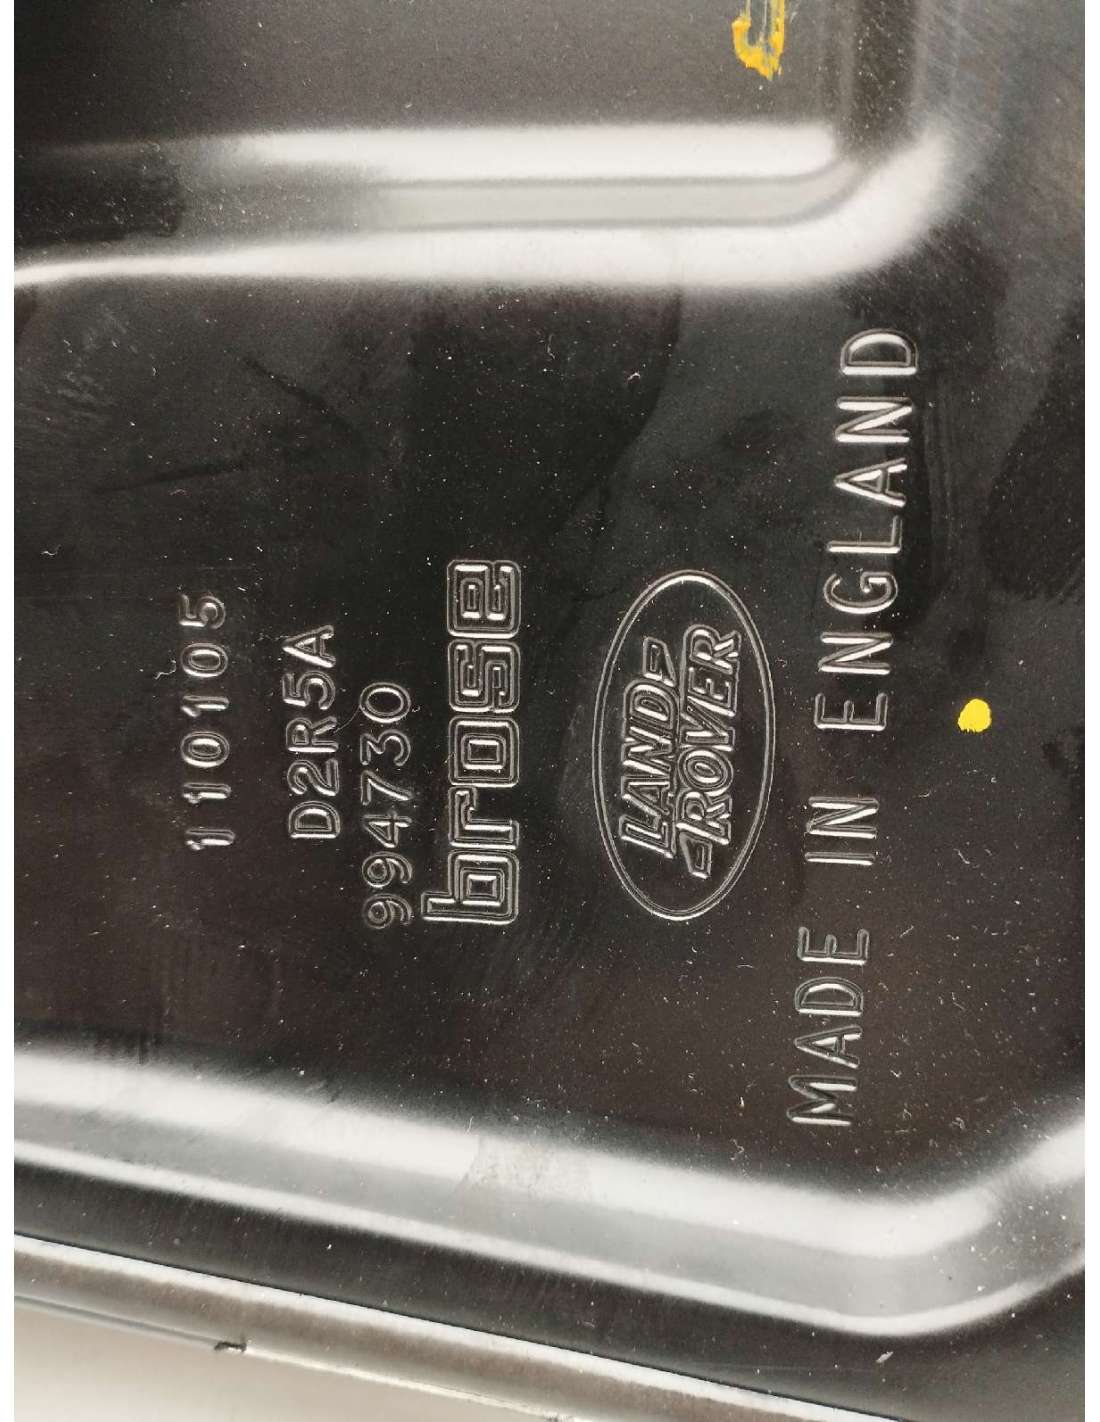 110105
D2R5A
994730
brose
LAND
ROVER
MADE IN ENGLAND